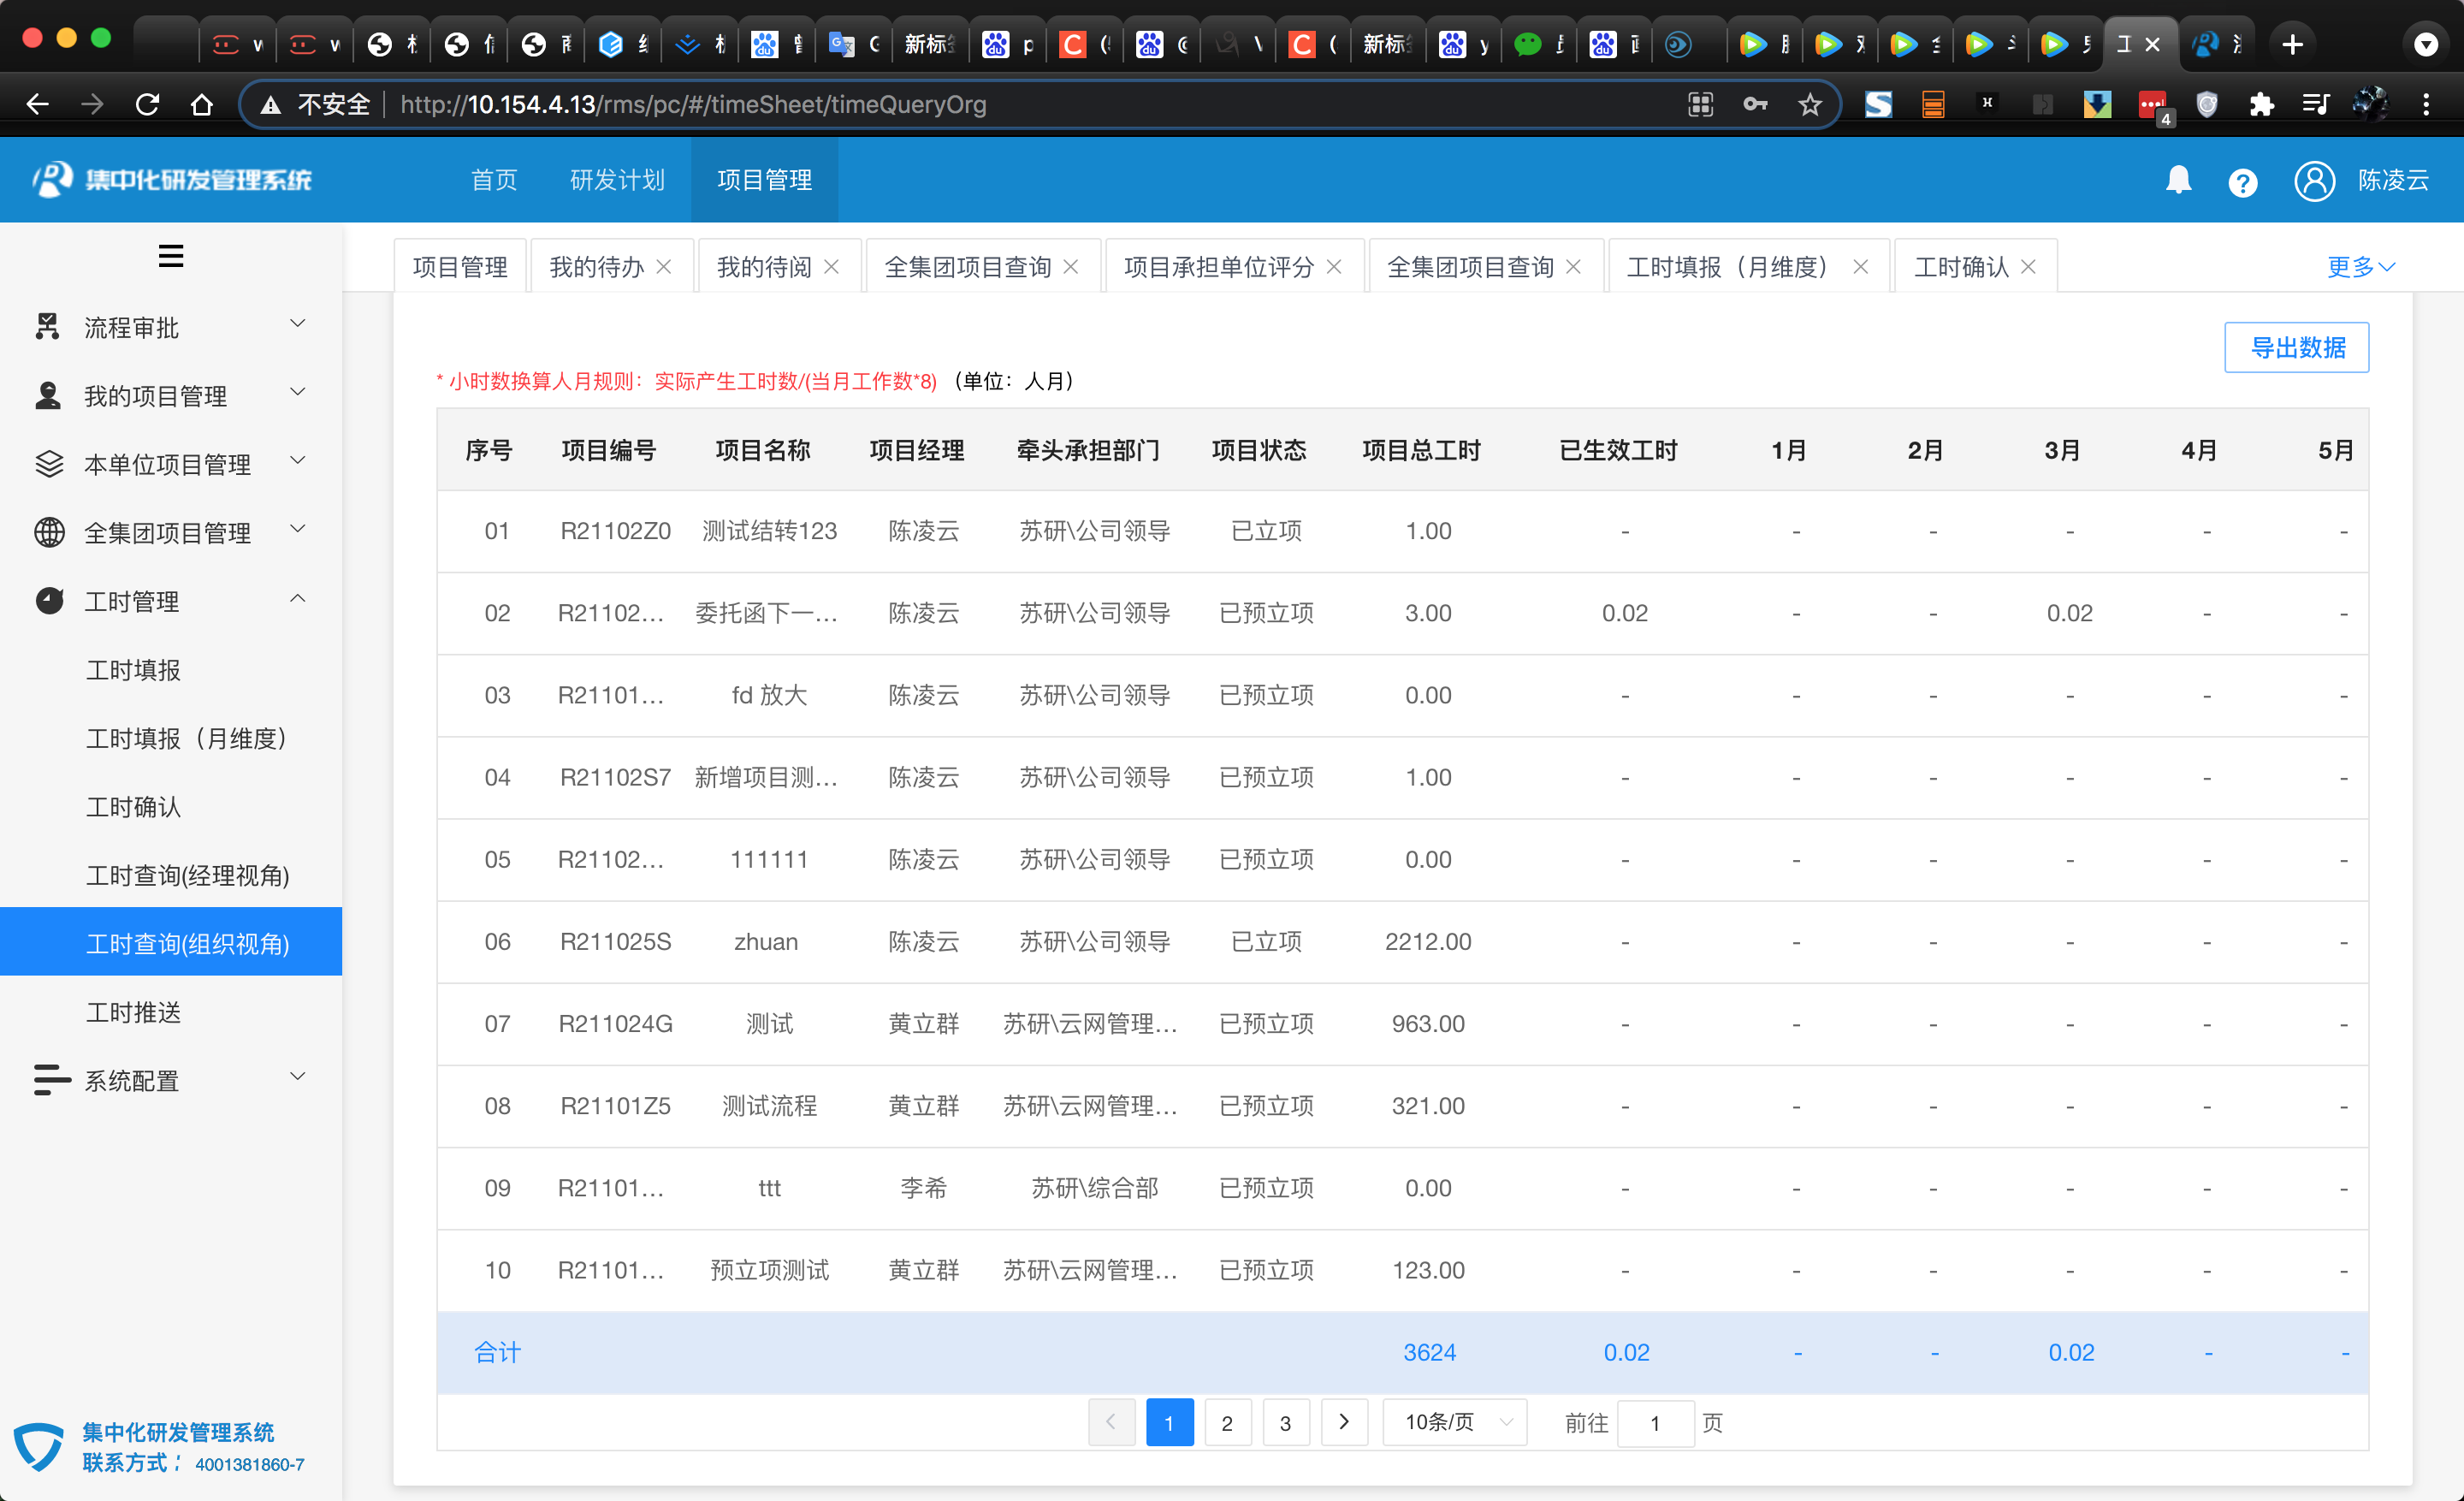 新标
新标
不安全 http://10.154.4.13/rms/pc/#/timeSheet/timeQueryOrg
4
集中化研发管理系统 首页 研发计划 项目管理 陈凌云
项目管理 我的待办 我的待阅 全集团项目查询 项目承担单位评分 全集团项目查询 工时填报（月维度） 工时确认 更多
流程审批
我的项目管理
本单位项目管理
全集团项目管理
工时管理
工时填报
工时填报（月维度）
工时确认
工时查询(经理视角)
工时查询(组织视角)
工时推送
系统配置
集中化研发管理系统
联系方式： 4001381860-7
导出数据
* 小时数换算人月规则：实际产生工时数/(当月工作数*8) （单位：人月）
序号 项目编号 项目名称 项目经理 牵头承担部门 项目状态 项目总工时 已生效工时 1月 2月 3月 4月 5月
01 R21102Z0 测试结转123 陈凌云 苏研\公司领导 已立项 1.00 - - - - - -
02 R21102... 委托函下一... 陈凌云 苏研\公司领导 已预立项 3.00 0.02 - - 0.02 - -
03 R21101... fd 放大 陈凌云 苏研\公司领导 已预立项 0.00 - - - - - -
04 R21102S7 新增项目测... 陈凌云 苏研\公司领导 已预立项 1.00 - - - - - -
05 R21102... 111111 陈凌云 苏研\公司领导 已预立项 0.00 - - - - - -
06 R211025S zhuan 陈凌云 苏研\公司领导 已立项 2212.00 - - - - - -
07 R211024G 测试 黄立群 苏研\云网管理... 已预立项 963.00 - - - - - -
08 R21101Z5 测试流程 黄立群 苏研\云网管理... 已预立项 321.00 - - - - - -
09 R21101... ttt 李希 苏研\综合部 已预立项 0.00 - - - - - -
10 R21101... 预立项测试 黄立群 苏研\云网管理... 已预立项 123.00 - - - - - -
合计 3624 0.02 - - 0.02 - -
1 2 3 10条/页 前往 1 页